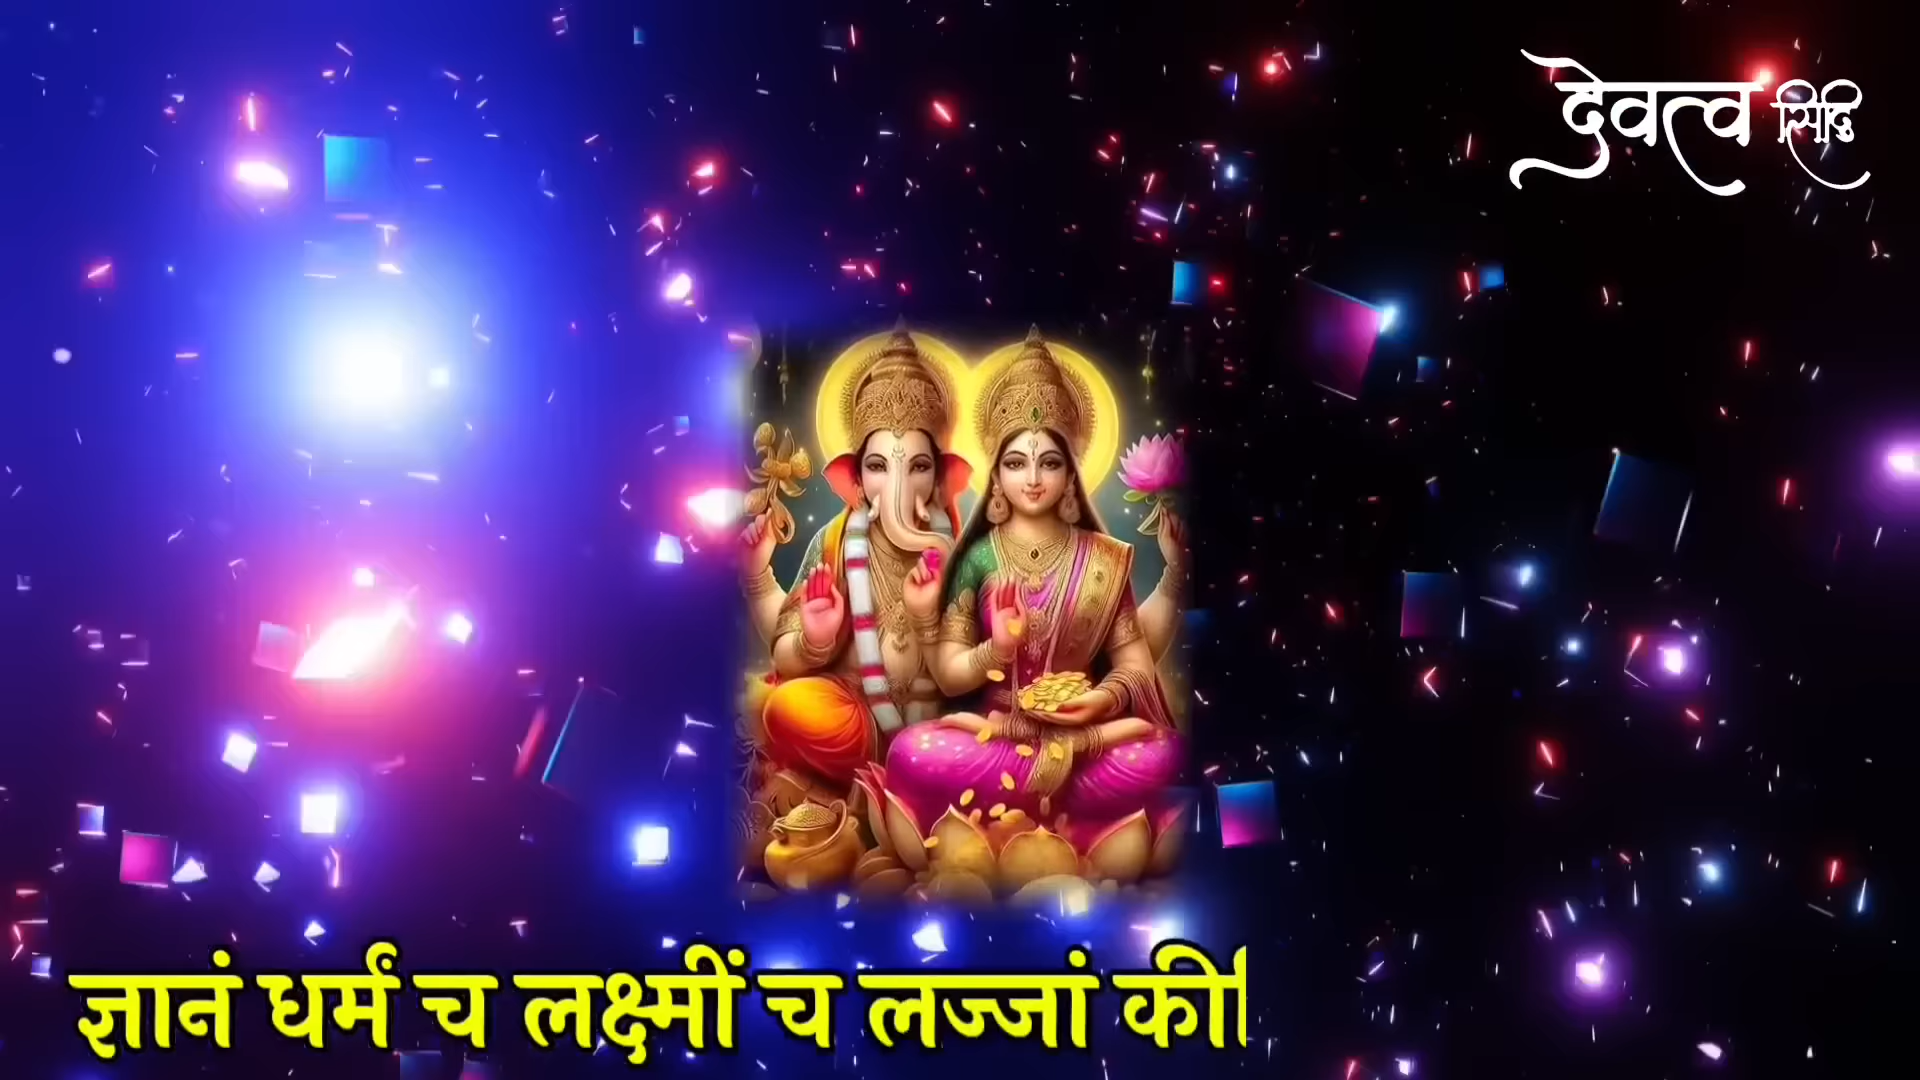 देवत्व सिद्धि
ज्ञानं धर्मं च लक्ष्मीं च लज्जां